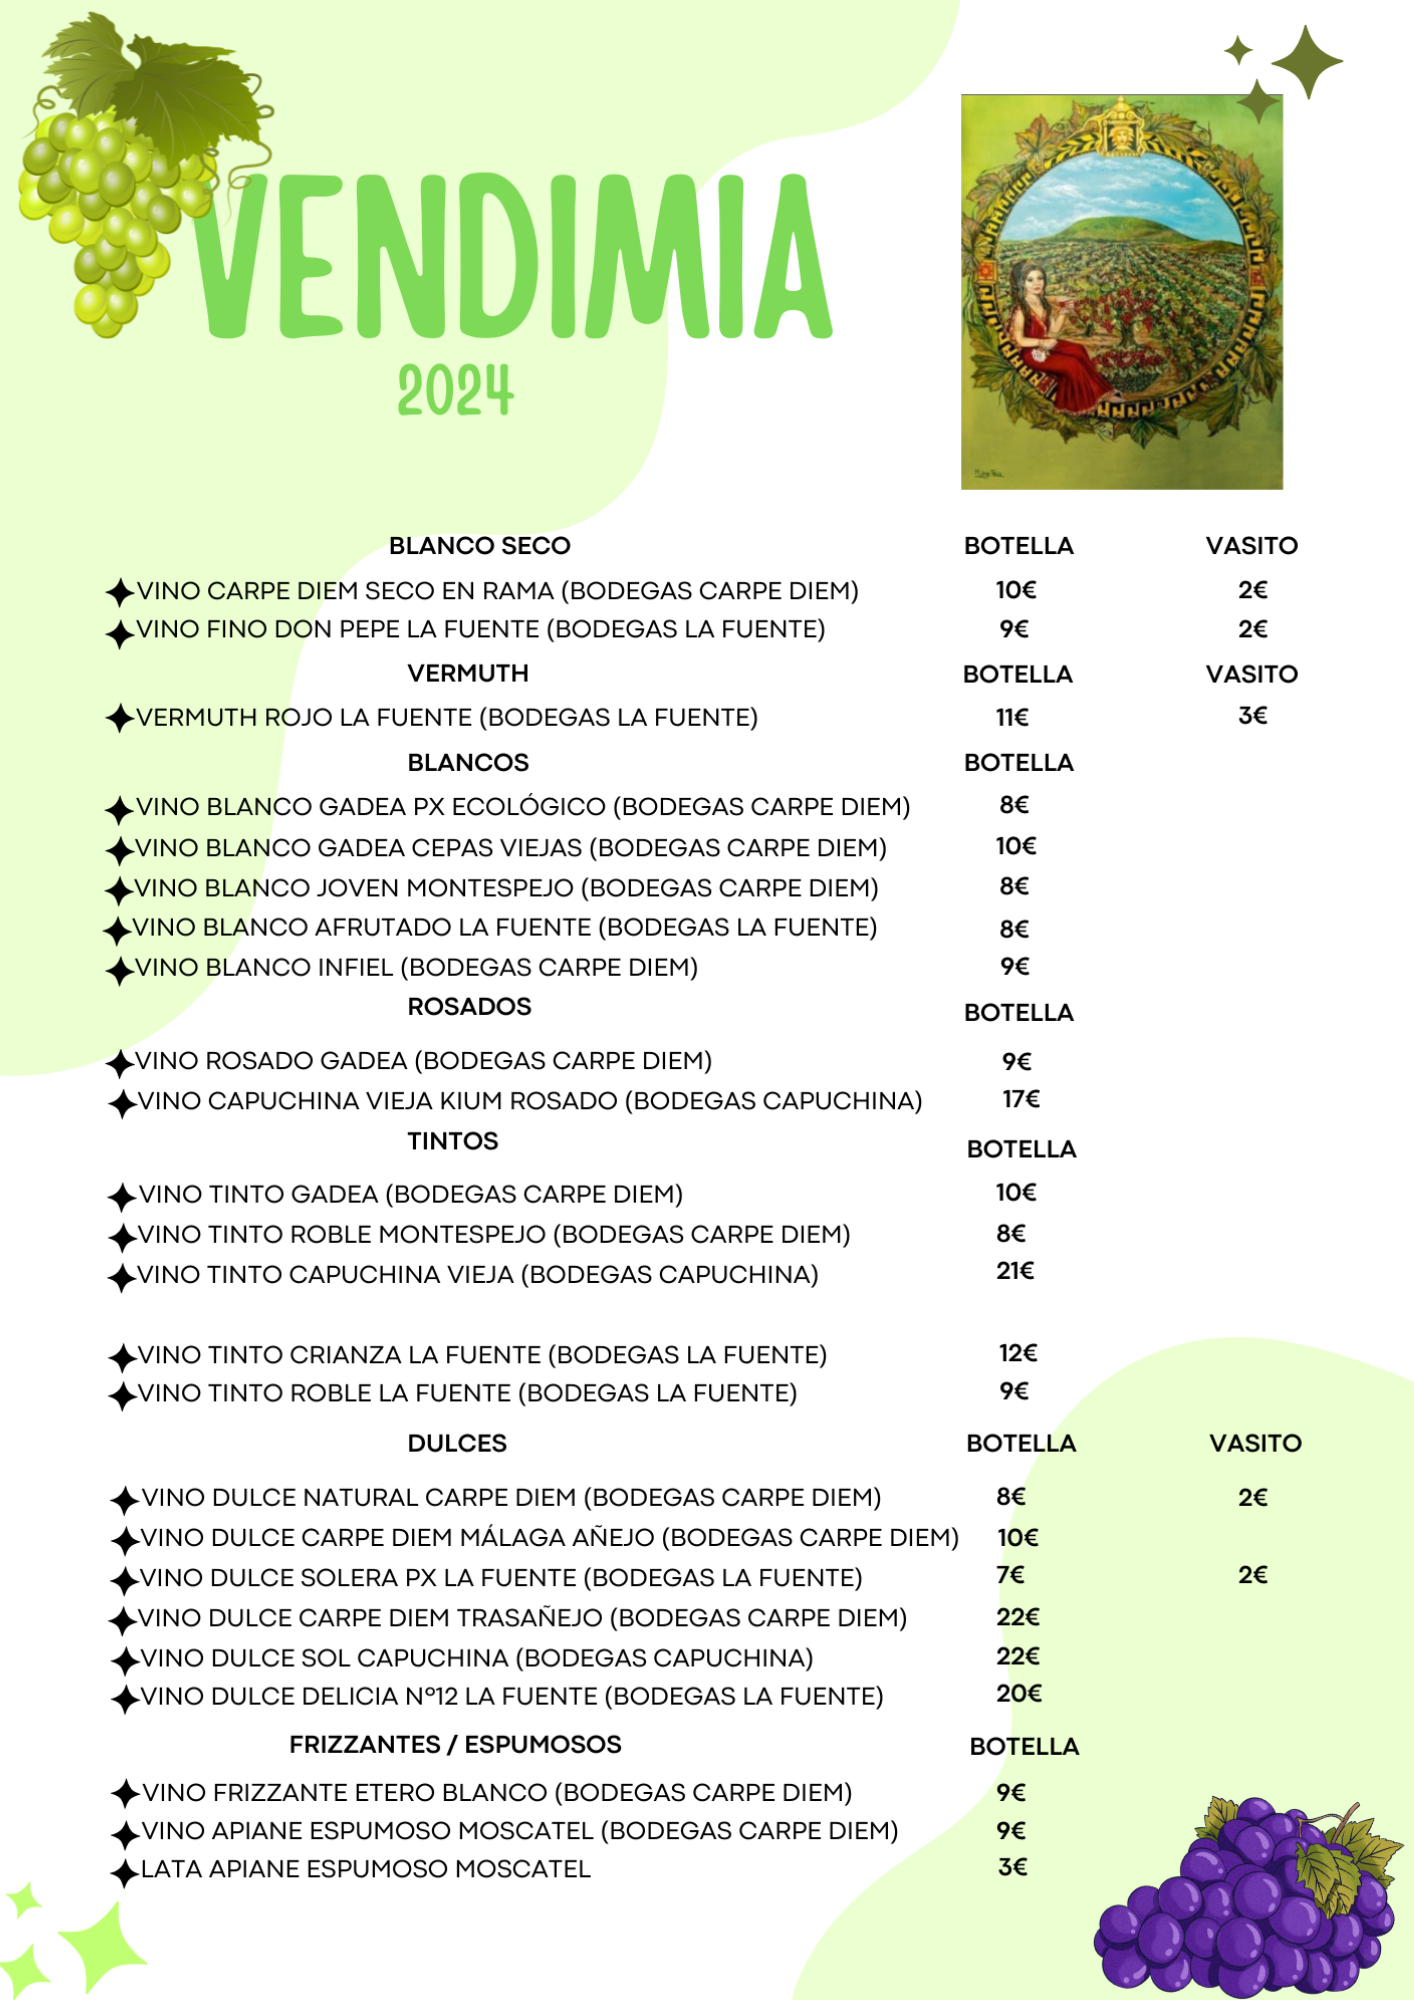 VENDIMIA
2024
BLANCO SECO BOTELLA VASITO
VINO CARPE DIEM SECO EN RAMA (BODEGAS CARPE DIEM) 10€ 2€
VINO FINO DON PEPE LA FUENTE (BODEGAS LA FUENTE) 9€ 2€
VERMUTH BOTELLA VASITO
VERMUTH ROJO LA FUENTE (BODEGAS LA FUENTE) 11€ 3€
BLANCOS BOTELLA
VINO BLANCO GADEA PX ECOLÓGICO (BODEGAS CARPE DIEM) 8€
VINO BLANCO GADEA CEPAS VIEJAS (BODEGAS CARPE DIEM) 10€
VINO BLANCO JOVEN MONTESPEJO (BODEGAS CARPE DIEM) 8€
VINO BLANCO AFRUTADO LA FUENTE (BODEGAS LA FUENTE) 8€
VINO BLANCO INFIEL (BODEGAS CARPE DIEM) 9€
ROSADOS BOTELLA
VINO ROSADO GADEA (BODEGAS CARPE DIEM) 9€
VINO CAPUCHINA VIEJA KIUM ROSADO (BODEGAS CAPUCHINA) 17€
TINTOS BOTELLA
VINO TINTO GADEA (BODEGAS CARPE DIEM) 10€
VINO TINTO ROBLE MONTESPEJO (BODEGAS CARPE DIEM) 8€
VINO TINTO CAPUCHINA VIEJA (BODEGAS CAPUCHINA) 21€
VINO TINTO CRIANZA LA FUENTE (BODEGAS LA FUENTE) 12€
VINO TINTO ROBLE LA FUENTE (BODEGAS LA FUENTE) 9€
DULCES BOTELLA VASITO
VINO DULCE NATURAL CARPE DIEM (BODEGAS CARPE DIEM) 8€ 2€
VINO DULCE CARPE DIEM MÁLAGA AÑEJO (BODEGAS CARPE DIEM) 10€
VINO DULCE SOLERA PX LA FUENTE (BODEGAS LA FUENTE) 7€ 2€
VINO DULCE CARPE DIEM TRASAÑEJO (BODEGAS CARPE DIEM) 22€
VINO DULCE SOL CAPUCHINA (BODEGAS CAPUCHINA) 22€
VINO DULCE DELICIA Nº12 LA FUENTE (BODEGAS LA FUENTE) 20€
FRIZZANTES / ESPUMOSOS BOTELLA
VINO FRIZZANTE ETERO BLANCO (BODEGAS CARPE DIEM) 9€
VINO APIANE ESPUMOSO MOSCATEL (BODEGAS CARPE DIEM) 9€
LATA APIANE ESPUMOSO MOSCATEL 3€